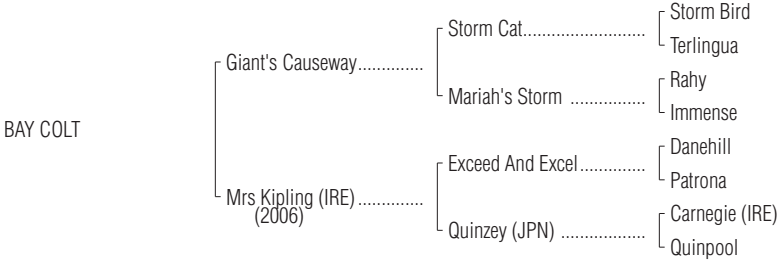 Storm Bird
Storm Cat.........................
Terlingua
Giant's Causeway..............
Rahy
Mariah's Storm ................
Immense
BAY COLT
Danehill
Exceed And Excel..............
Patrona
Mrs Kipling (IRE)..............
(2006)
Carnegie (IRE)
Quinzey (JPN) ..................
Quinpool